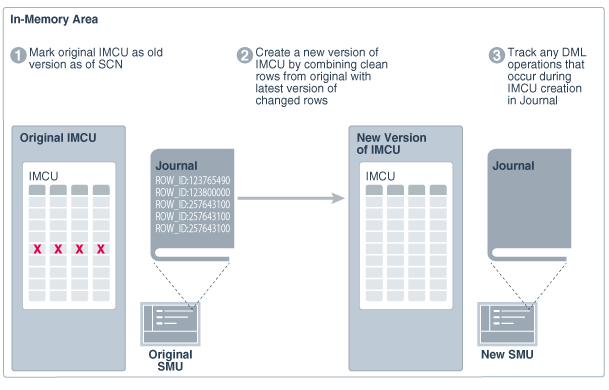 In-Memory Area
1 Mark original IMCU as old
version as of SCN
2 Create a new version of
IMCU by combining clean
rows from original with
latest version of
changed rows
3 Track any DML
operations that
occur during
IMCU creation
in Journal
Original IMCU
IMCU
X X X X
Journal
ROW_ID:123765490
ROW_ID:123800000
ROW_ID:257643100
ROW_ID:257643100
ROW_ID:257643100
Original
SMU
New Version
of IMCU
IMCU
Journal
New SMU